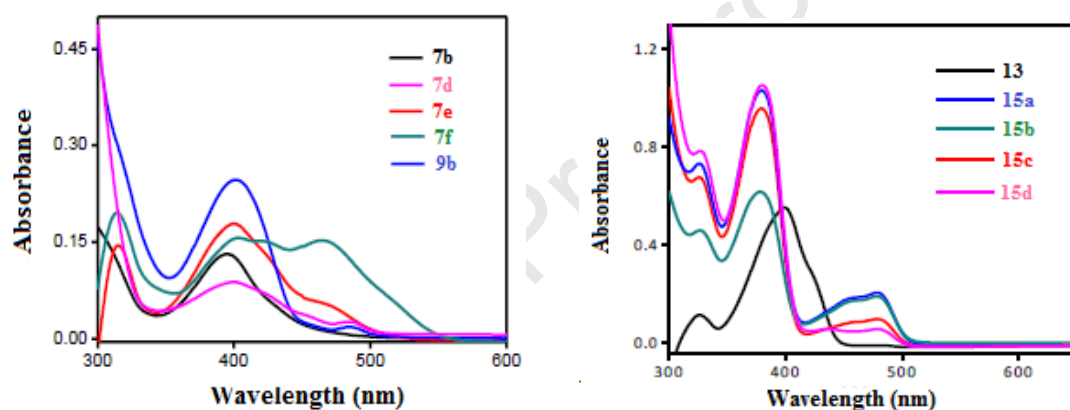 0.45
0.30
0.15
0.00
Absorbance
300
400
500
600
Wavelength (nm)
7b
7d
7e
7f
9b
1.2
0.8
0.4
0.0
Absorbance
300
400
500
600
Wavelength (nm)
13
15a
15b
15c
15d